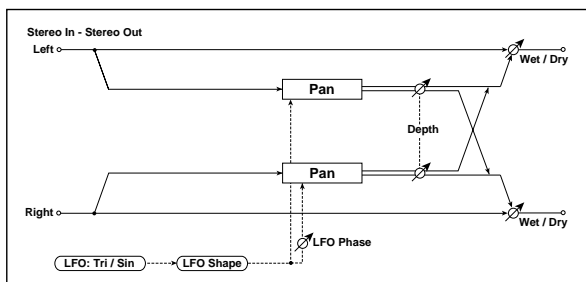 Stereo In - Stereo Out
Left
Wet / Dry
Pan
Depth
Pan
Right
Wet / Dry
LFO Phase
LFO: Tri / Sin
LFO Shape